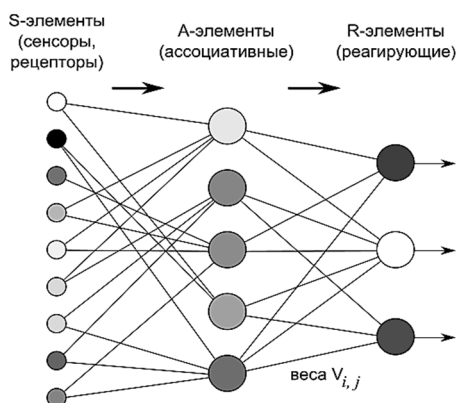 S-элементы
(сенсоры,
рецепторы)
A-элементы
(ассоциативные)
R-элементы
(реагирующие)
веса V i, j